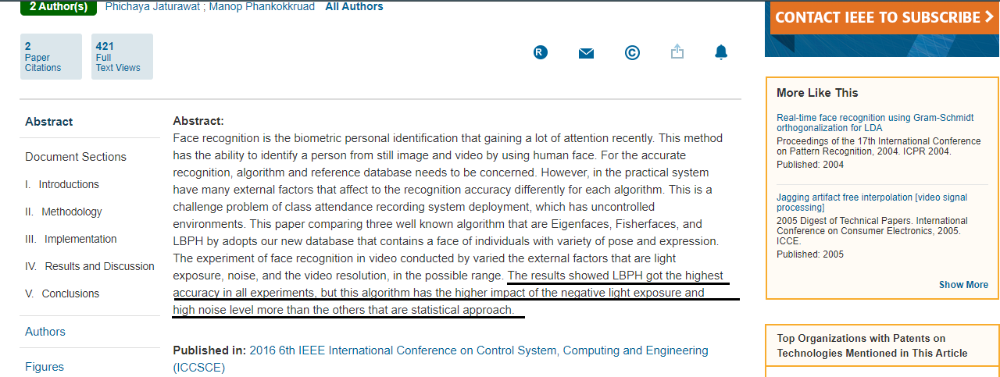 2 Author(s) Phichaya Jaturawat ; Manop Phankokkruad All Authors
2
Paper
Citations
421
Full
Text Views
R
©
Abstract
Document Sections
I. Introductions
II. Methodology
III. Implementation
IV. Results and Discussion
V. Conclusions
Authors
Figures
Abstract:
Face recognition is the biometric personal identification that gaining a lot of attention recently. This method
has the ability to identify a person from still image and video by using human face. For the accurate
recognition, algorithm and reference database needs to be concerned. However, in the practical system
have many external factors that affect to the recognition accuracy differently for each algorithm. This is a
challenge problem of class attendance recording system deployment, which has uncontrolled
environments. This paper comparing three well known algorithm that are Eigenfaces, Fisherfaces, and
LBPH by adopts our new database that contains a face of individuals with variety of pose and expression.
The experiment of face recognition in video conducted by varied the external factors that are light
exposure, noise, and the video resolution, in the possible range. The results showed LBPH got the highest
accuracy in all experiments, but this algorithm has the higher impact of the negative light exposure and
high noise level more than the others that are statistical approach.
Published in: 2016 6th IEEE International Conference on Control System, Computing and Engineering
(ICCSCE)
CONTACT IEEE TO SUBSCRIBE >
More Like This
Real-time face recognition using Gram-Schmidt
orthogonalization for LDA
Proceedings of the 17th International Conference
on Pattern Recognition, 2004. ICPR 2004.
Published: 2004
Jagging artifact free interpolation [video signal
processing]
2005 Digest of Technical Papers. International
Conference on Consumer Electronics, 2005.
ICCE.
Published: 2005
Show More
Top Organizations with Patents on
Technologies Mentioned in This Article